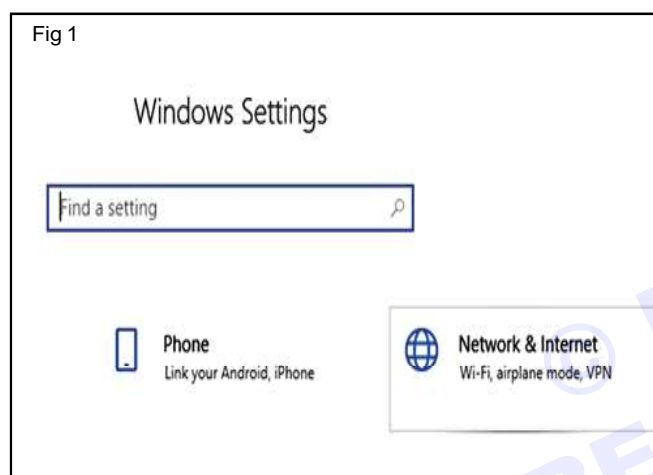 Fig 1
Windows Settings
Find a setting
Phone
Link your Android, iPhone
Network & Internet
Wi-Fi, airplane mode, VPN